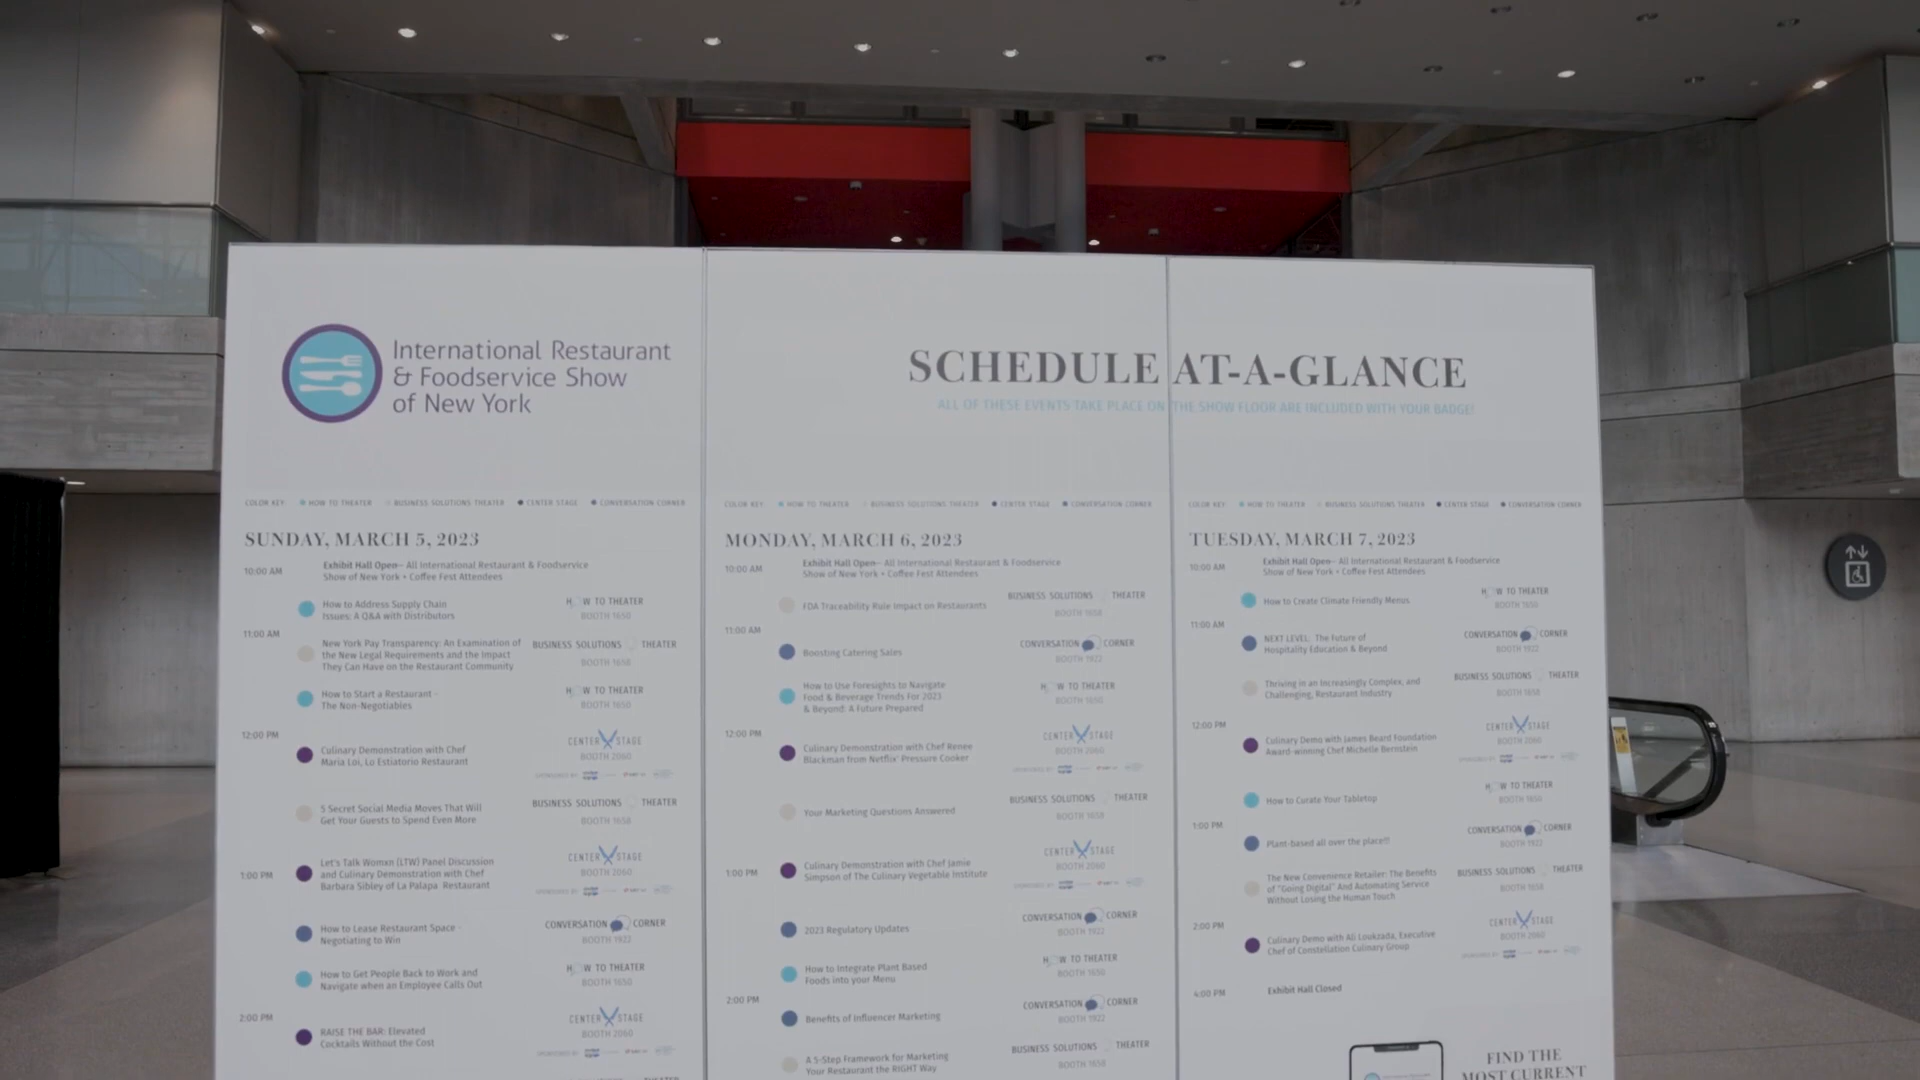 International Restaurant
& Foodservice Show
of New York
SCHEDULE AT-A-GLANCE
ALL OF THESE EVENTS TAKE PLACE ON THE SHOW FLOOR ARE INCLUDED WITH YOUR BADGE!
COLOR KEY: HOW TO THEATER BUSINESS SOLUTIONS THEATER CENTER STAGE CONVERSATION CORNER
SUNDAY, MARCH 5, 2023
10:00 AM
Exhibit Hall Open— All International Restaurant & Foodservice
Show of New York + Coffee Fest Attendees
How to Address Supply Chain
Issues: A Q&A with Distributors
H W TO THEATER
BOOTH 1650
11:00 AM
New York Pay Transparency: An Examination of
the New Legal Requirements and the Impact
They Can Have on the Restaurant Community
BUSINESS SOLUTIONS THEATER
BOOTH 1658
How to Start a Restaurant -
The Non-Negotiables
H W TO THEATER
BOOTH 1650
12:00 PM
Culinary Demonstration with Chef
Maria Loi, Lo Estiatorio Restaurant
CENTER STAGE
BOOTH 2060
SPONSORED BY
5 Secret Social Media Moves That Will
Get Your Guests to Spend Even More
BUSINESS SOLUTIONS THEATER
BOOTH 1658
1:00 PM
Let's Talk Womxn (LTW) Panel Discussion
and Culinary Demonstration with Chef
Barbara Sibley of La Palapa Restaurant
CENTER STAGE
BOOTH 2060
SPONSORED BY
How to Lease Restaurant Space -
Negotiating to Win
CONVERSATION CORNER
BOOTH 1922
How to Get People Back to Work and
Navigate when an Employee Calls Out
H W TO THEATER
BOOTH 1650
2:00 PM
RAISE THE BAR: Elevated
Cocktails Without the Cost
CENTER STAGE
BOOTH 2060
SPONSORED BY
THEATER
COLOR KEY: HOW TO THEATER BUSINESS SOLUTIONS THEATER CENTER STAGE CONVERSATION CORNER
MONDAY, MARCH 6, 2023
10:00 AM
Exhibit Hall Open— All International Restaurant & Foodservice
Show of New York + Coffee Fest Attendees
FDA Traceability Rule Impact on Restaurants
BUSINESS SOLUTIONS THEATER
BOOTH 1658
11:00 AM
Boosting Catering Sales
CONVERSATION CORNER
BOOTH 1922
How to Use Foresights to Navigate
Food & Beverage Trends For 2023
& Beyond: A Future Prepared
H W TO THEATER
BOOTH 1650
12:00 PM
Culinary Demonstration with Chef Renee
Blackman from Netflix' Pressure Cooker
CENTER STAGE
BOOTH 2060
SPONSORED BY
Your Marketing Questions Answered
BUSINESS SOLUTIONS THEATER
BOOTH 1658
1:00 PM
Culinary Demonstration with Chef Jamie
Simpson of The Culinary Vegetable Institute
CENTER STAGE
BOOTH 2060
SPONSORED BY
2023 Regulatory Updates
CONVERSATION CORNER
BOOTH 1922
How to Integrate Plant Based
Foods into your Menu
H W TO THEATER
BOOTH 1650
2:00 PM
Benefits of Influencer Marketing
CONVERSATION CORNER
BOOTH 1922
A 5-Step Framework for Marketing
Your Restaurant the RIGHT Way
BUSINESS SOLUTIONS THEATER
BOOTH 1658
COLOR KEY: HOW TO THEATER BUSINESS SOLUTIONS THEATER CENTER STAGE CONVERSATION CORNER
TUESDAY, MARCH 7, 2023
10:00 AM
Exhibit Hall Open— All International Restaurant & Foodservice
Show of New York + Coffee Fest Attendees
How to Create Climate Friendly Menus
H W TO THEATER
BOOTH 1650
11:00 AM
NEXT LEVEL: The Future of
Hospitality Education & Beyond
CONVERSATION CORNER
BOOTH 1922
Thriving in an Increasingly Complex, and
Challenging, Restaurant Industry
BUSINESS SOLUTIONS THEATER
BOOTH 1658
12:00 PM
Culinary Demo with James Beard Foundation
Award-winning Chef Michelle Bernstein
CENTER STAGE
BOOTH 2060
SPONSORED BY
How to Curate Your Tabletop
H W TO THEATER
BOOTH 1650
1:00 PM
Plant-based all over the place!!!
CONVERSATION CORNER
BOOTH 1922
The New Convenience Retailer: The Benefits
of "Going Digital" And Automating Service
Without Losing the Human Touch
BUSINESS SOLUTIONS THEATER
BOOTH 1658
2:00 PM
Culinary Demo with Ali Loukzada, Executive
Chef of Constellation Culinary Group
CENTER STAGE
BOOTH 2060
SPONSORED BY
4:00 PM
Exhibit Hall Closed
FIND THE
MOST CURRENT